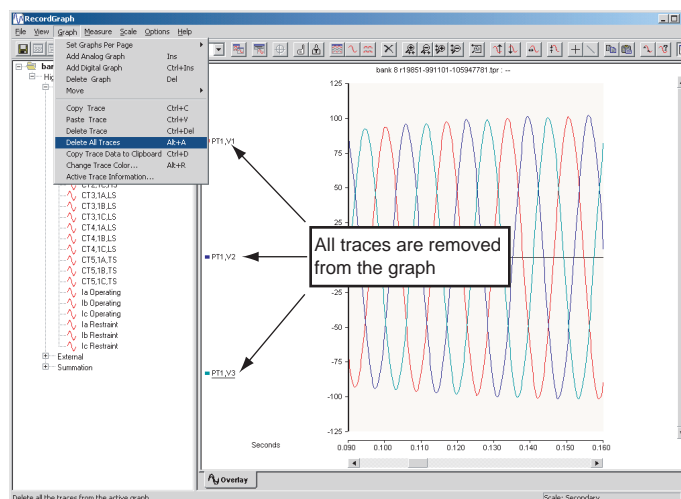 RecordGraph
File View Graph Measure Scale Options Help
Set Graphs Per Page
Add Analog Graph Ins
Add Digital Graph Ctrl+Ins
Delete Graph Del
Move
Copy Trace Ctrl+C
Paste Trace Ctrl+V
Delete Trace Ctrl+Del
Delete All Traces Alt+A
Copy Trace Data to Clipboard Ctrl+D
Change Trace Color... Alt+R
Active Trace Information...
CT3,1A,LS
CT3,1B,LS
CT3,1C,LS
CT4,1A,LS
CT4,1B,LS
CT4,1C,LS
CT5,1A,TS
CT5,1B,TS
CT5,1C,TS
Ia Operating
Ib Operating
Ic Operating
Ia Restraint
Ib Restraint
Ic Restraint
External
Summation
bank 8 r19851-991101-105947781.tpr : --
PT1,V1
PT1,V2
PT1,V3
125
100
75
50
25
-25
-50
-75
-100
-125
All traces are removed
from the graph
Seconds
0.090 0.100 0.110 0.120 0.130 0.140 0.150 0.160
Overlay
Delete all the traces from the active graph
Scale: Secondary